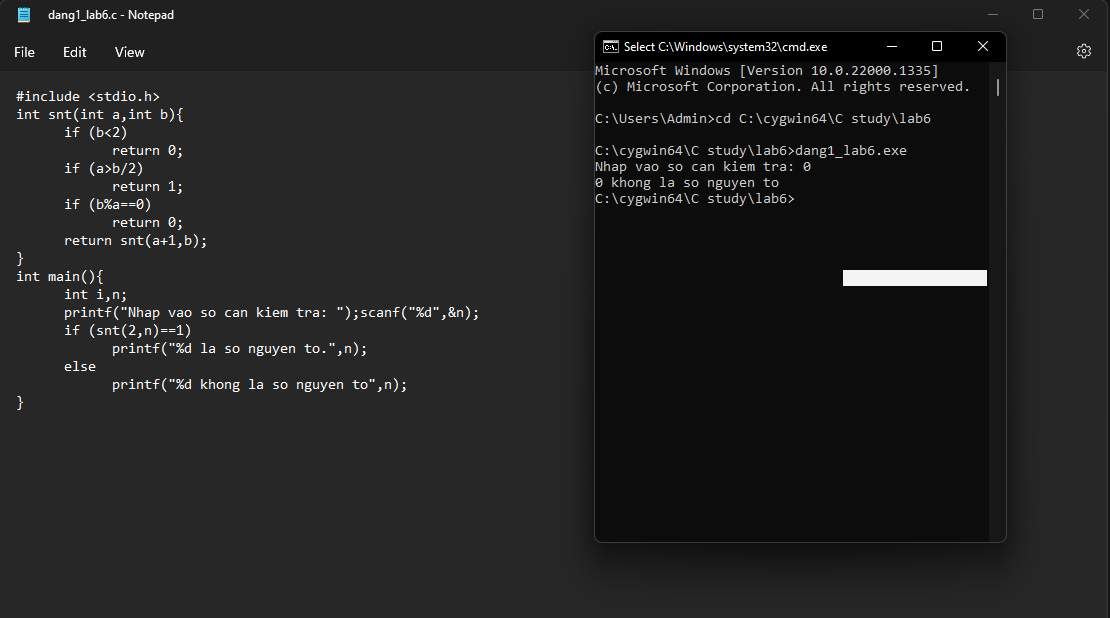 dang1_lab6.c - Notepad
File Edit View
#include <stdio.h>
int snt(int a,int b){
if (b<2)
return 0;
if (a>b/2)
return 1;
if (b%a==0)
return 0;
return snt(a+1,b);
}
int main(){
int i,n;
printf("Nhap vao so can kiem tra: ");scanf("%d",&n);
if (snt(2,n)==1)
printf("%d la so nguyen to.",n);
else
printf("%d khong la so nguyen to",n);
}
Select C:\Windows\system32\cmd.exe
Microsoft Windows [Version 10.0.22000.1335]
(c) Microsoft Corporation. All rights reserved.
C:\Users\Admin>cd C:\cygwin64\C study\lab6
C:\cygwin64\C study\lab6>dang1_lab6.exe
Nhap vao so can kiem tra: 0
0 khong la so nguyen to
C:\cygwin64\C study\lab6>